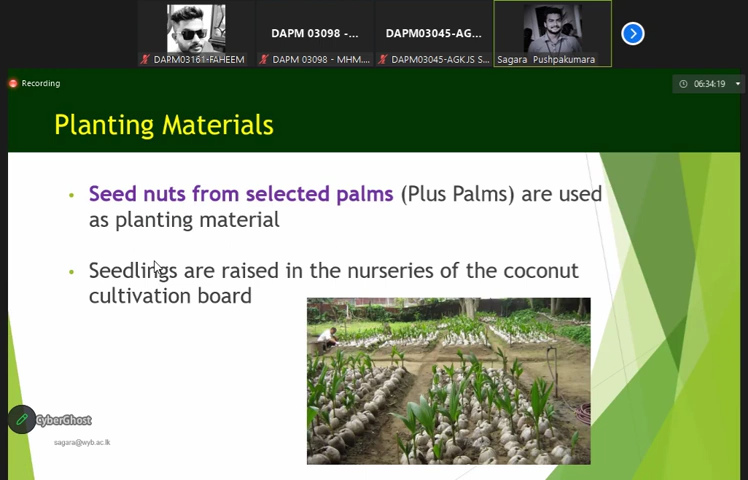 DAPM 03098 -...
DAPM03045-AG...
DAPM03161-FAHEEM
DAPM 03098 - MHM....
DAPM03045-AGKJS S...
Sagara Pushpakumara
Recording
06:34:19
Planting Materials
• Seed nuts from selected palms (Plus Palms) are used
as planting material
• Seedlings are raised in the nurseries of the coconut
cultivation board
CyberGhost
sagara@wyb.ac.lk